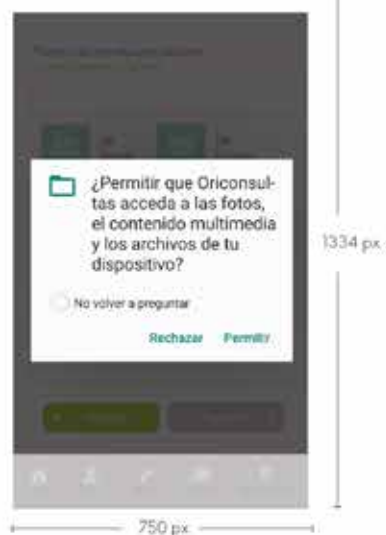 ¿Permitir que Oriconsul-
tas acceda a las fotos,
el contenido multimedia
y los archivos de tu
dispositivo?
No volver a preguntar
Rechazar Permitir
1334 px
750 px